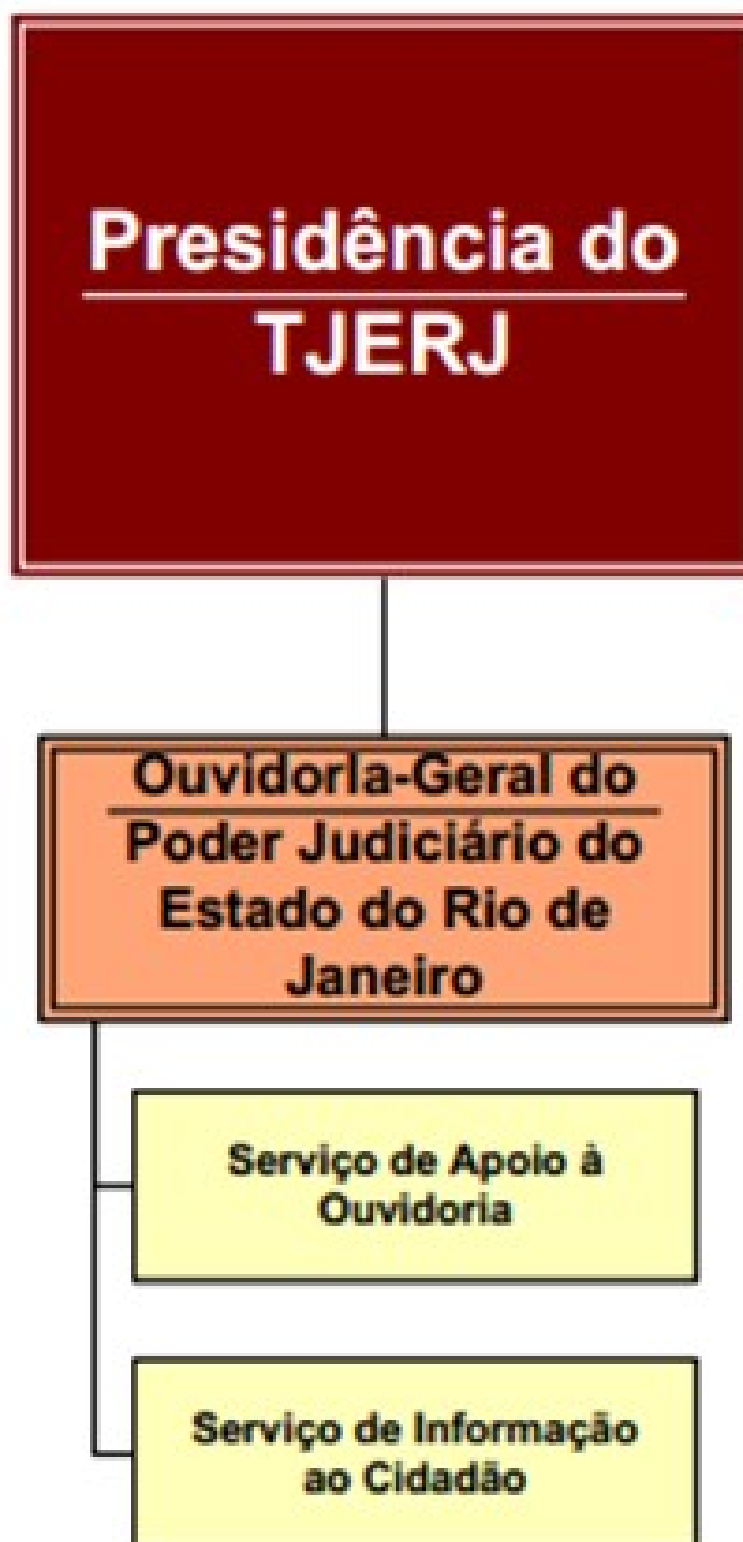 Presidência do
TJERJ
Ouvidoria-Geral do
Poder Judiciário do
Estado do Rio de
Janeiro
Serviço de Apoio à
Ouvidoria
Serviço de Informação
ao Cidadão